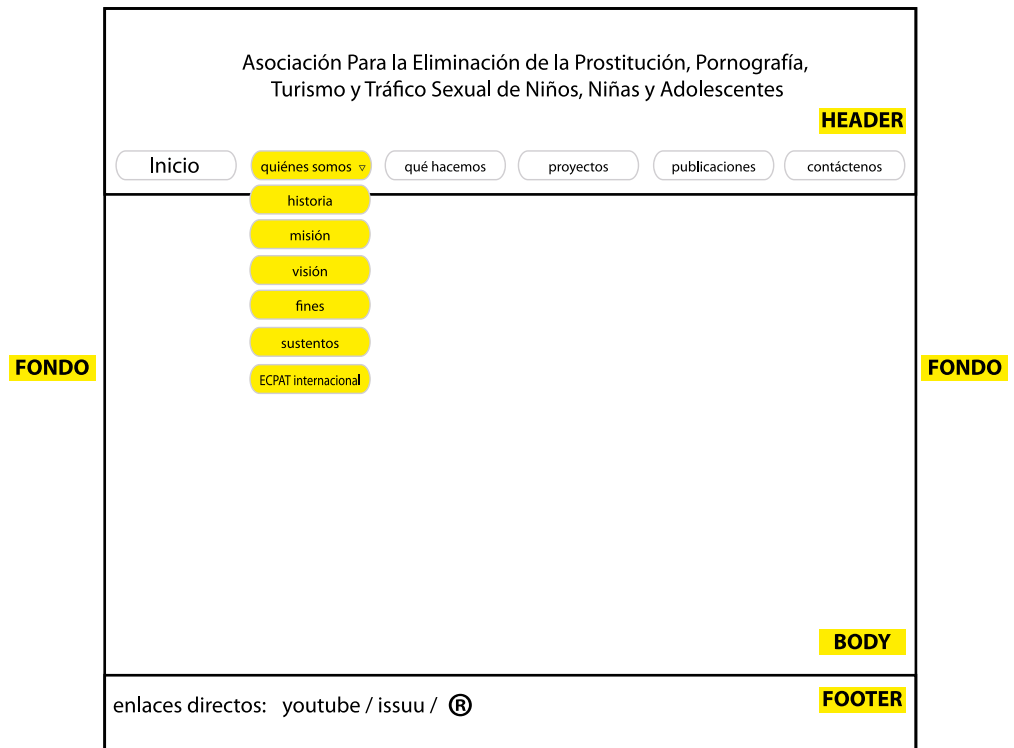 Asociación Para la Eliminación de la Prostitución, Pornografía,
Turismo y Tráfico Sexual de Niños, Niñas y Adolescentes
HEADER
Inicio
quiénes somos ▿
qué hacemos
proyectos
publicaciones
contáctenos
historia
misión
visión
fines
sustentos
ECPAT internacional
FONDO
FONDO
BODY
enlaces directos: youtube / issuu / ®
FOOTER